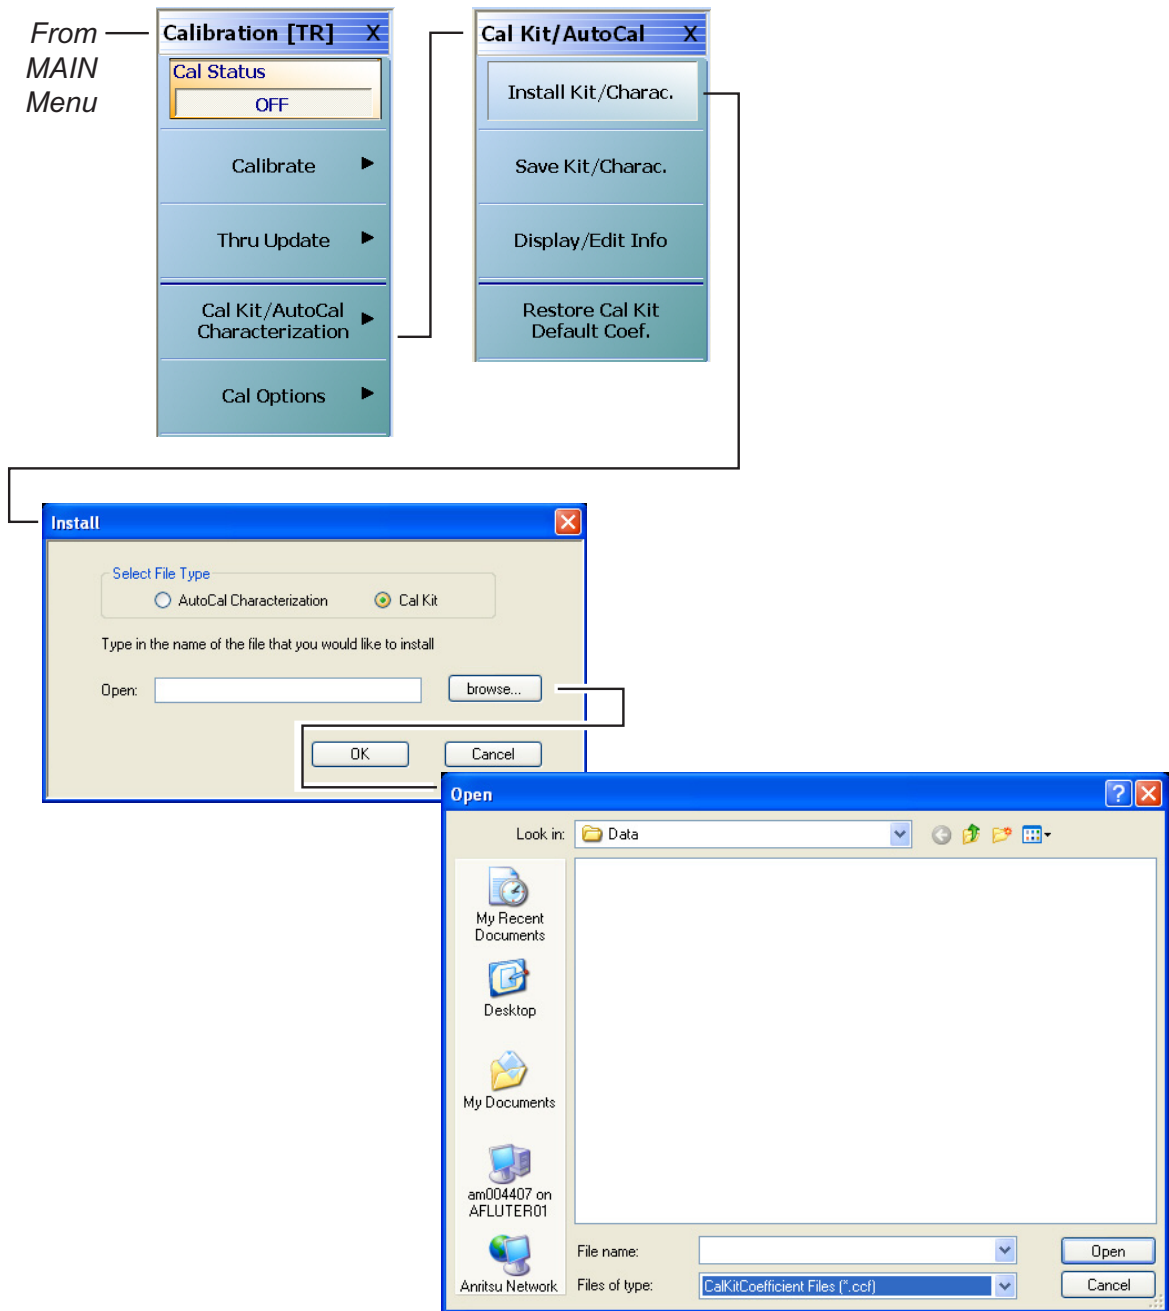 From
MAIN
Menu
Calibration [TR] X
Cal Status
OFF
Calibrate
Thru Update
Cal Kit/AutoCal
Characterization
Cal Options
Cal Kit/AutoCal X
Install Kit/Charac.
Save Kit/Charac.
Display/Edit Info
Restore Cal Kit
Default Coef.
Install
Select File Type
AutoCal Characterization Cal Kit
Type in the name of the file that you would like to install
Open: browse...
OK Cancel
Open
Look in: Data
My Recent
Documents
Desktop
My Documents
am004407 on
AFLUTER01
Anritsu Network
File name: Open
Files of type: CalKitCoefficient Files (*.ccf) Cancel